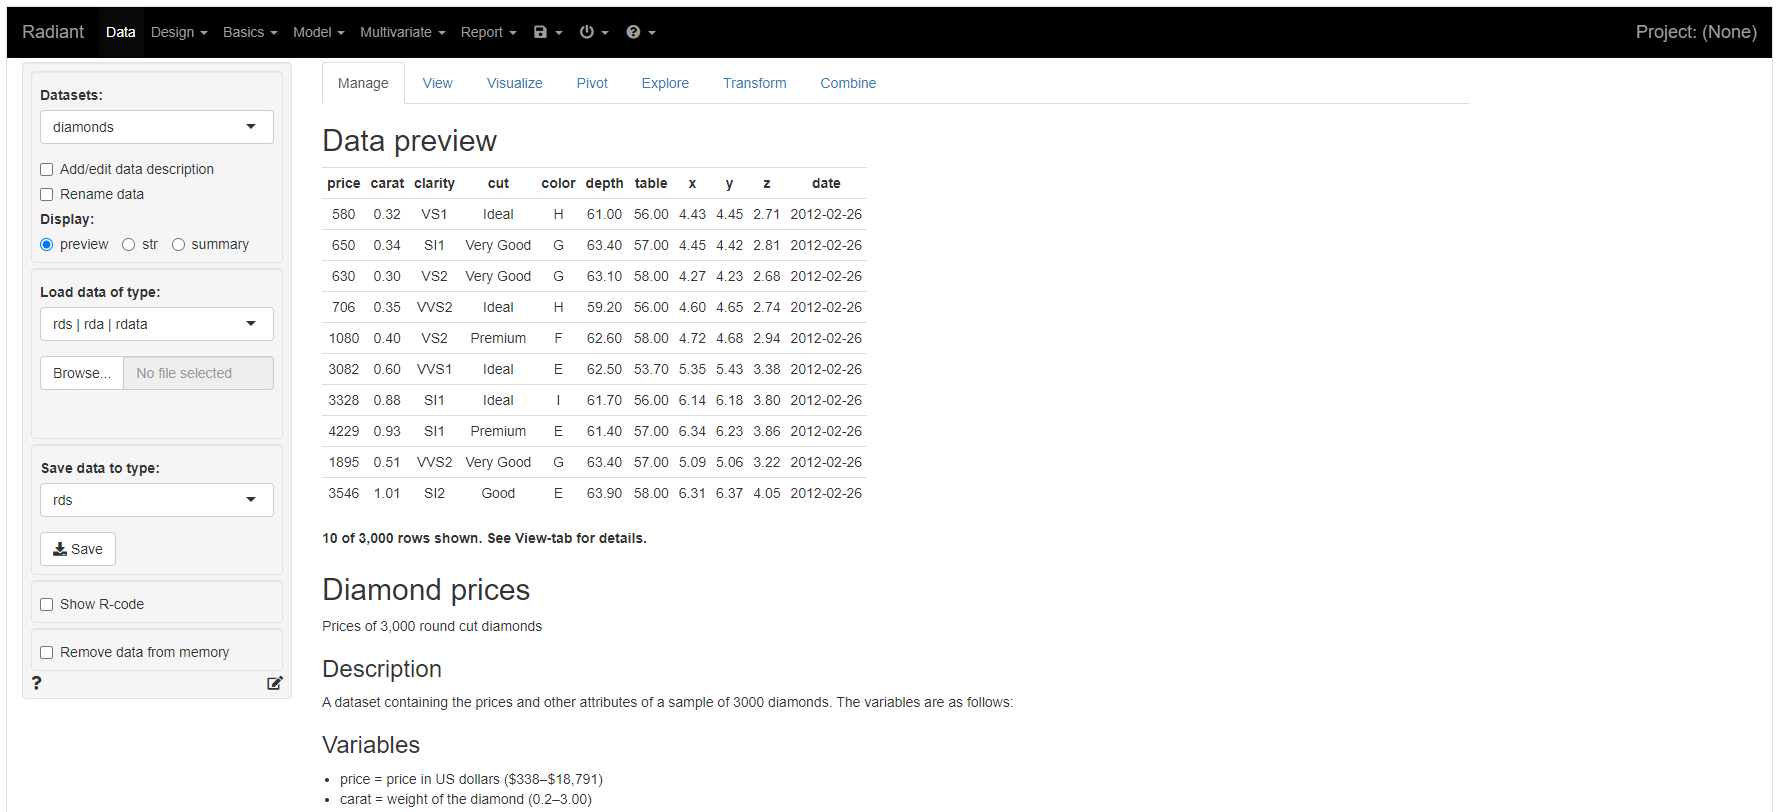 Radiant Data Design Basics Model Multivariate Report Project: (None)
Datasets:
diamonds
Add/edit data description
Rename data
Display:
preview str summary
Load data of type:
rds | rda | rdata
Browse... No file selected
Save data to type:
rds
Save
Show R-code
Remove data from memory
?
Manage View Visualize Pivot Explore Transform Combine
Data preview
price carat clarity cut color depth table x y z date
580 0.32 VS1 Ideal H 61.00 56.00 4.43 4.45 2.71 2012-02-26
650 0.34 SI1 Very Good G 63.40 57.00 4.45 4.42 2.81 2012-02-26
630 0.30 VS2 Very Good G 63.10 58.00 4.27 4.23 2.68 2012-02-26
706 0.35 VVS2 Ideal H 59.20 56.00 4.60 4.65 2.74 2012-02-26
1080 0.40 VS2 Premium F 62.60 58.00 4.72 4.68 2.94 2012-02-26
3082 0.60 VVS1 Ideal E 62.50 53.70 5.35 5.43 3.38 2012-02-26
3328 0.88 SI1 Ideal I 61.70 56.00 6.14 6.18 3.80 2012-02-26
4229 0.93 SI1 Premium E 61.40 57.00 6.34 6.23 3.86 2012-02-26
1895 0.51 VVS2 Very Good G 63.40 57.00 5.09 5.06 3.22 2012-02-26
3546 1.01 SI2 Good E 63.90 58.00 6.31 6.37 4.05 2012-02-26
10 of 3,000 rows shown. See View-tab for details.
Diamond prices
Prices of 3,000 round cut diamonds
Description
A dataset containing the prices and other attributes of a sample of 3000 diamonds. The variables are as follows:
Variables
• price = price in US dollars ($338–$18,791)
• carat = weight of the diamond (0.2–3.00)